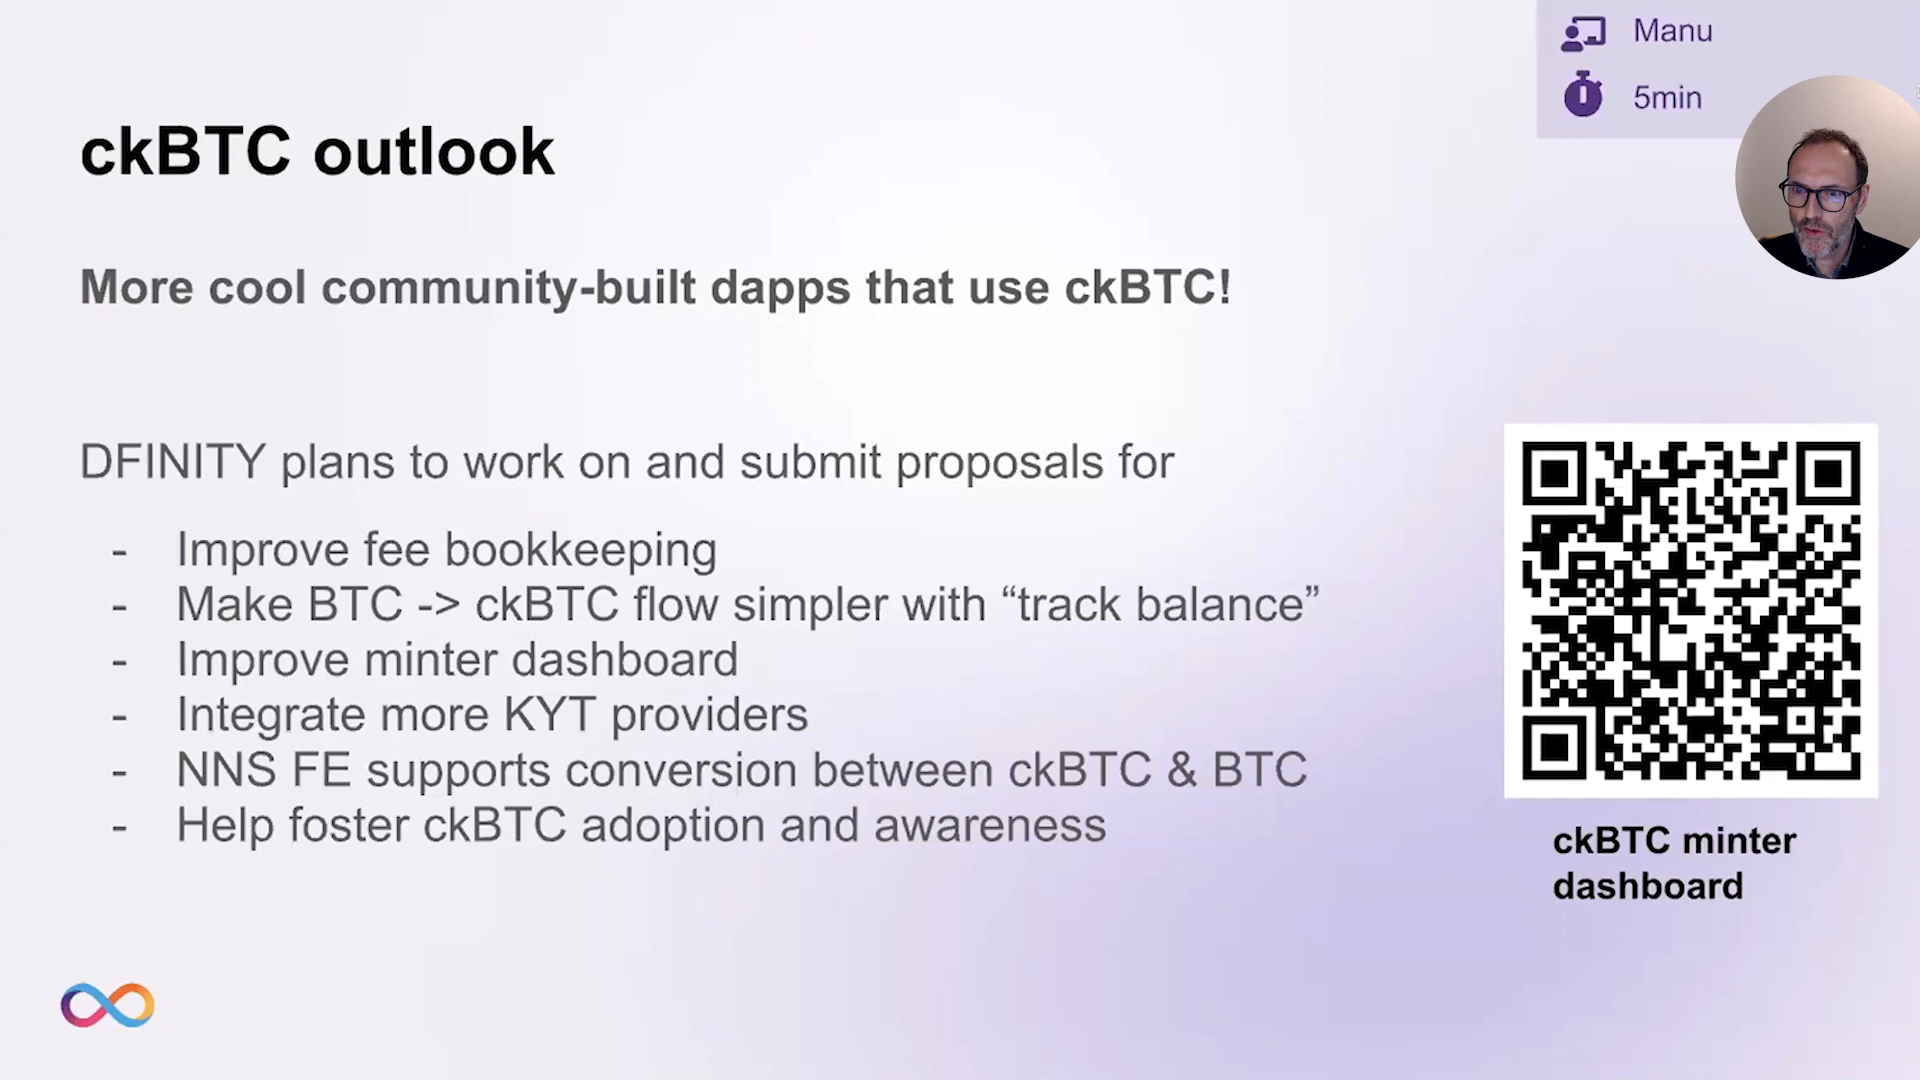 Manu
5min
ckBTC outlook
More cool community-built dapps that use ckBTC!
DFINITY plans to work on and submit proposals for
- Improve fee bookkeeping
- Make BTC -> ckBTC flow simpler with “track balance”
- Improve minter dashboard
- Integrate more KYT providers
- NNS FE supports conversion between ckBTC & BTC
- Help foster ckBTC adoption and awareness
ckBTC minter
dashboard